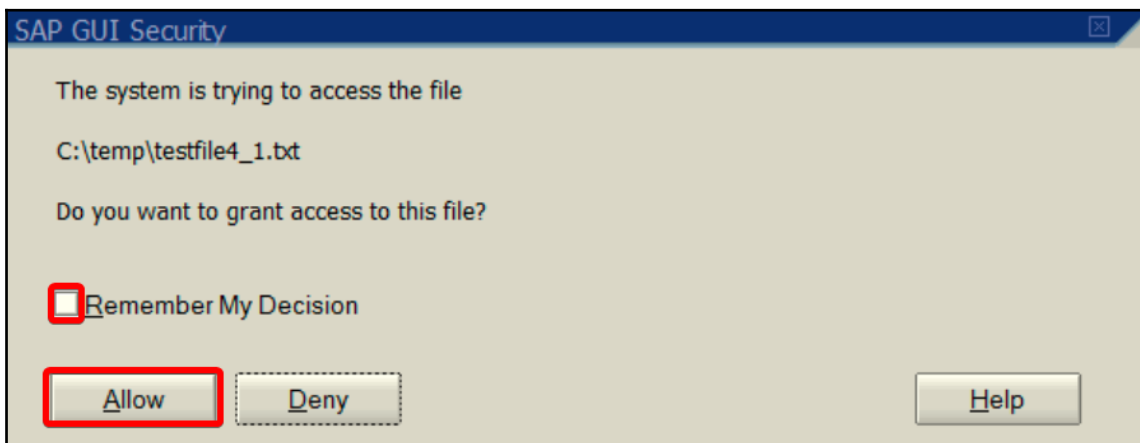 SAP GUI Security
The system is trying to access the file
C:\temp\testfile4_1.txt
Do you want to grant access to this file?
Remember My Decision
Allow Deny Help